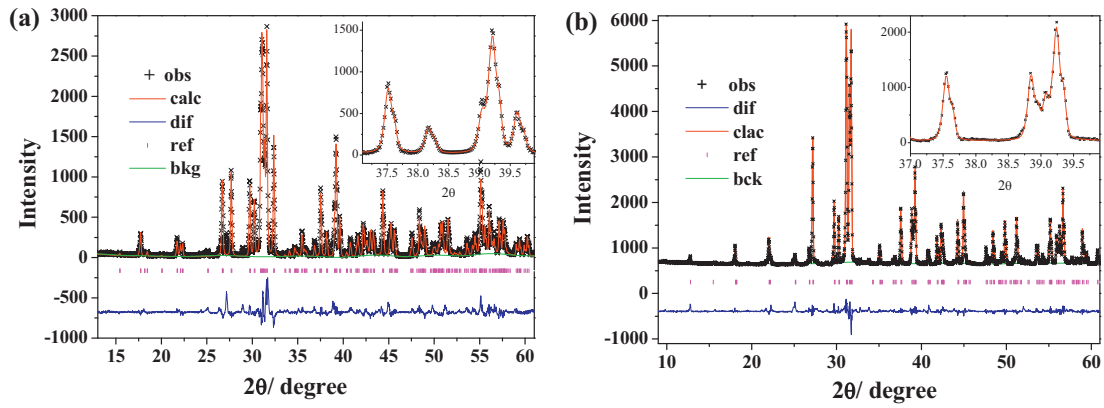 (a)
3000
2500
2000
1500
1000
500
0
-500
-1000
Intensity
obs
calc
dif
ref
bkg
15 20 25 30 35 40 45 50 55 60
2θ/ degree
1500
1000
500
0
37.5 38.0 38.5 39.0 39.5
2θ
(b)
6000
5000
4000
3000
2000
1000
0
-1000
Intensity
obs
dif
clac
ref
bck
10 20 30 40 50 60
2θ/ degree
2000
1000
0
37.0 37.5 38.0 38.5 39.0 39.5
2θ